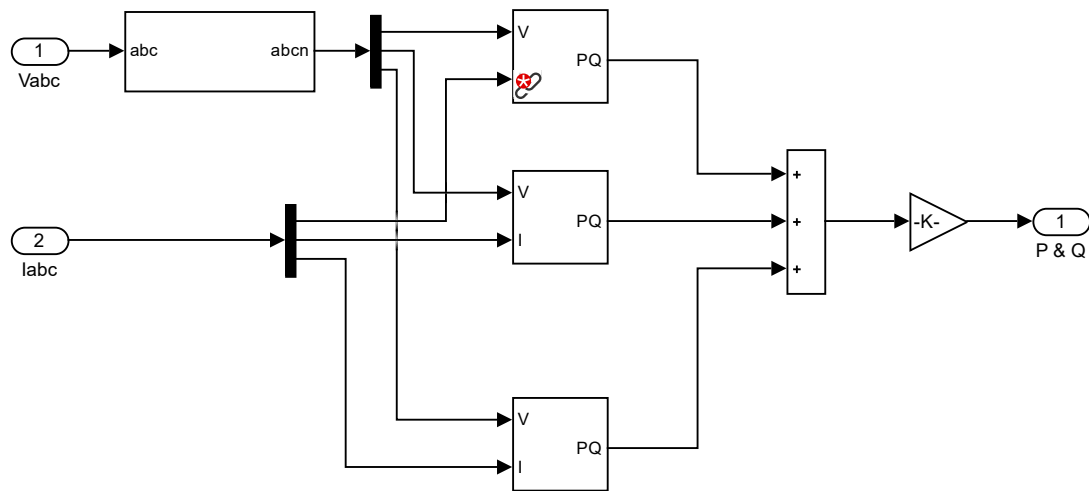 1
Vabc
abc
abcn
V
PQ
2
Iabc
V
I
PQ
V
I
PQ
+
+
+
-K-
1
P & Q